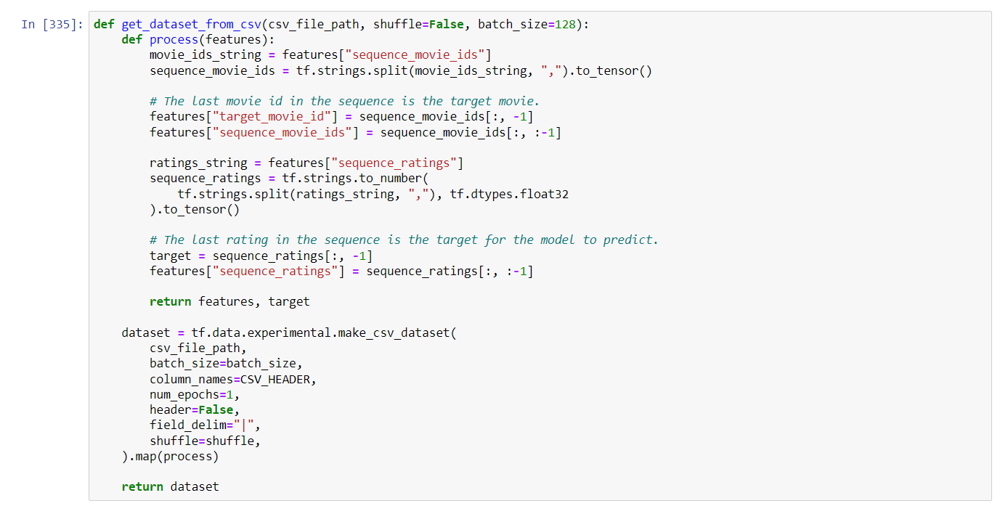 In [335]: def get_dataset_from_csv(csv_file_path, shuffle=False, batch_size=128):
    def process(features):
        movie_ids_string = features["sequence_movie_ids"]
        sequence_movie_ids = tf.strings.split(movie_ids_string, ",").to_tensor()

        # The last movie id in the sequence is the target movie.
        features["target_movie_id"] = sequence_movie_ids[:, -1]
        features["sequence_movie_ids"] = sequence_movie_ids[:, :-1]

        ratings_string = features["sequence_ratings"]
        sequence_ratings = tf.strings.to_number(
            tf.strings.split(ratings_string, ","), tf.dtypes.float32
        ).to_tensor()

        # The last rating in the sequence is the target for the model to predict.
        target = sequence_ratings[:, -1]
        features["sequence_ratings"] = sequence_ratings[:, :-1]

        return features, target

    dataset = tf.data.experimental.make_csv_dataset(
        csv_file_path,
        batch_size=batch_size,
        column_names=CSV_HEADER,
        num_epochs=1,
        header=False,
        field_delim="|",
        shuffle=shuffle,
    ).map(process)

    return dataset